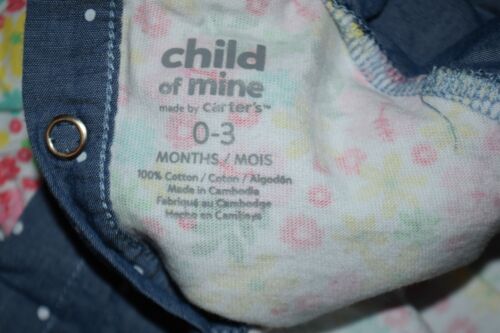 child
of mine
made by carter's™
0-3
MONTHS / MOIS
100% Cotton / Coton / Algodón
Made in Cambodia
Fabriqué au Cambodge
Hecho en Camboya